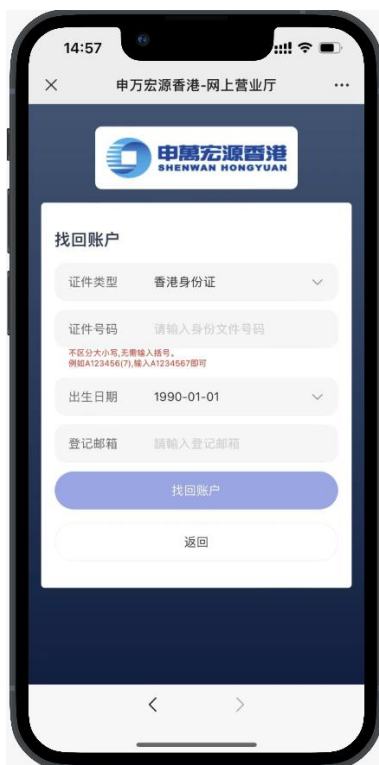 14:57
申万宏源香港-网上营业厅
申萬宏源香港
SHENWAN HONGYUAN
找回账户
证件类型 香港身份证
证件号码 请输入身份文件号码
不区分大小写,无需输入括号。
例如A123456(7),输入A1234567即可
出生日期 1990-01-01
登记邮箱 請輸入登记邮箱
找回账户
返回